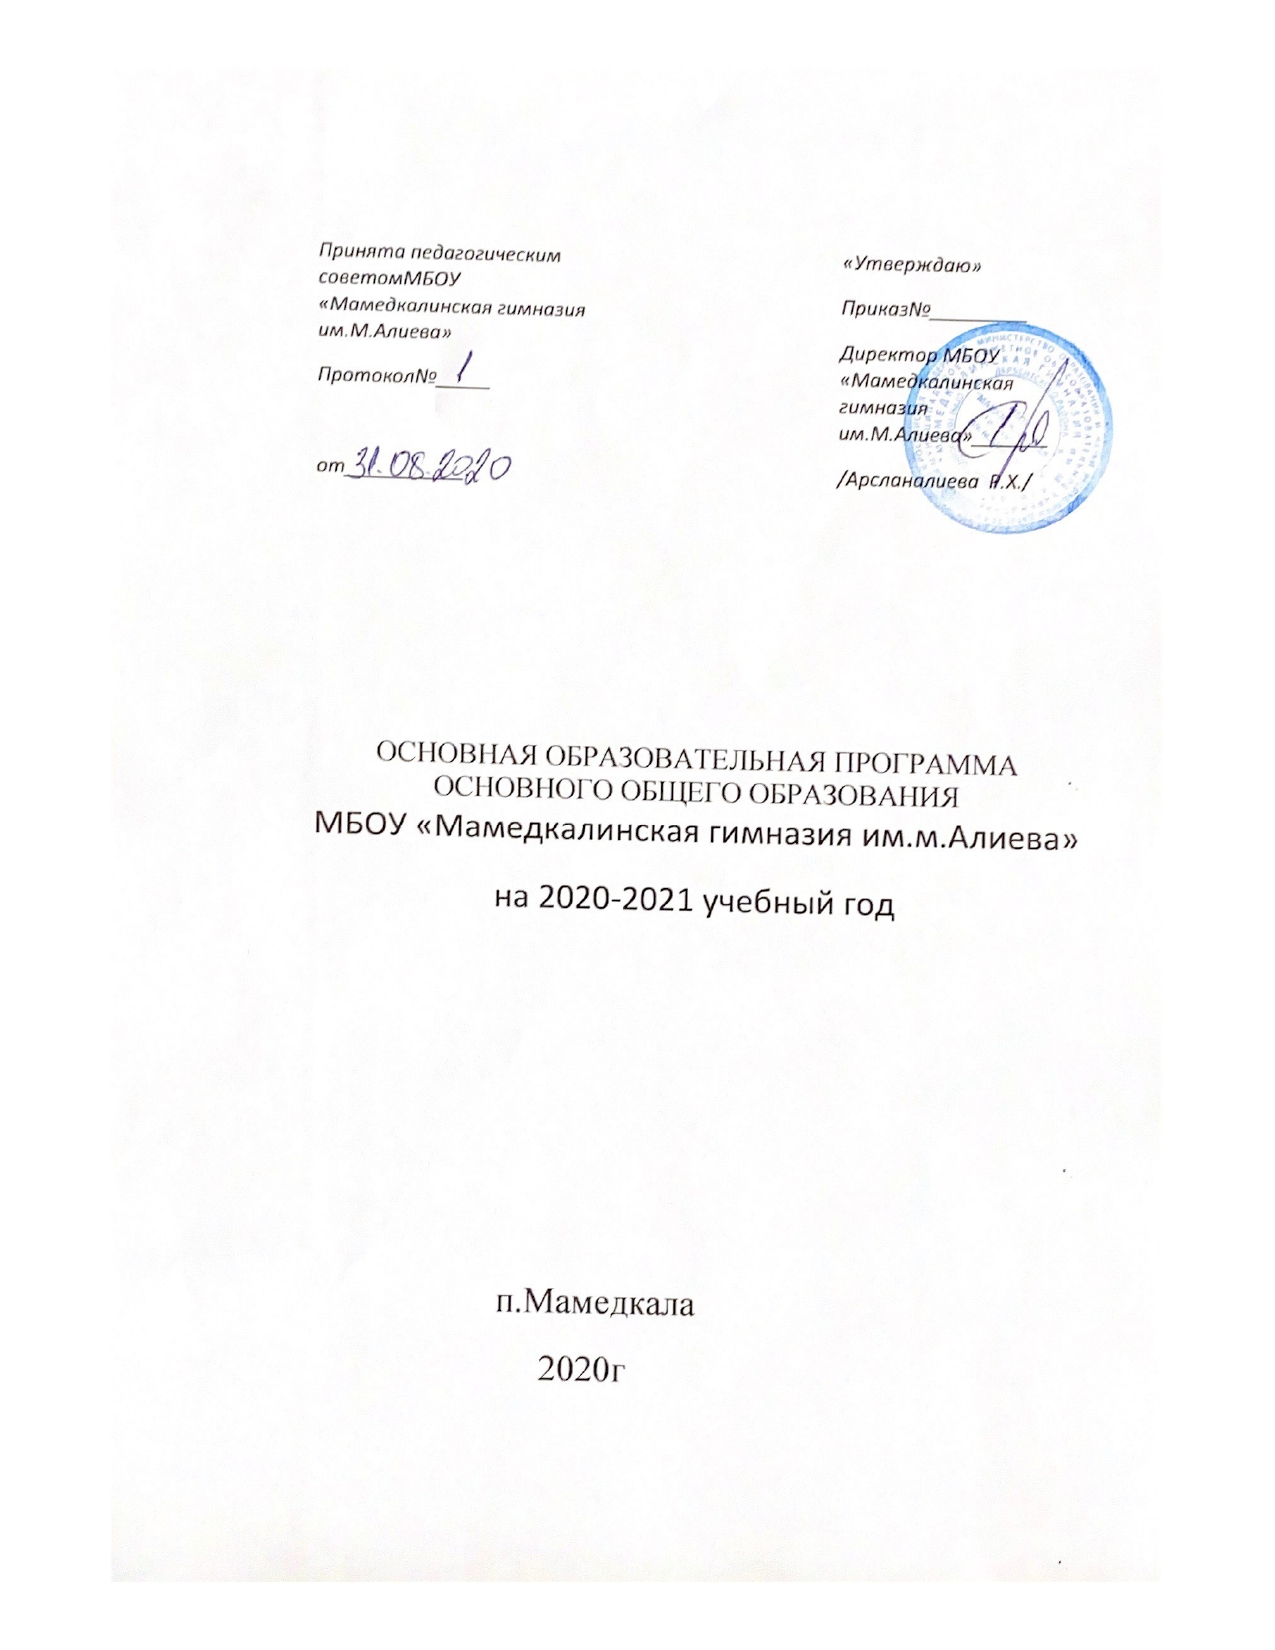 Принята педагогическим
советомМБОУ
«Мамедкалинская гимназия
им.М.Алиева»
Протокол№ 1
от 31.08.2020
«Утверждаю»
Приказ№__________
Директор МБОУ
«Мамедкалинская
гимназия
им.М.Алиева»
/Арсланалиева Х./
ОСНОВНАЯ ОБРАЗОВАТЕЛЬНАЯ ПРОГРАММА
ОСНОВНОГО ОБЩЕГО ОБРАЗОВАНИЯ
МБОУ «Мамедкалинская гимназия им.м.Алиева»
на 2020-2021 учебный год
п.Мамедкала
2020г